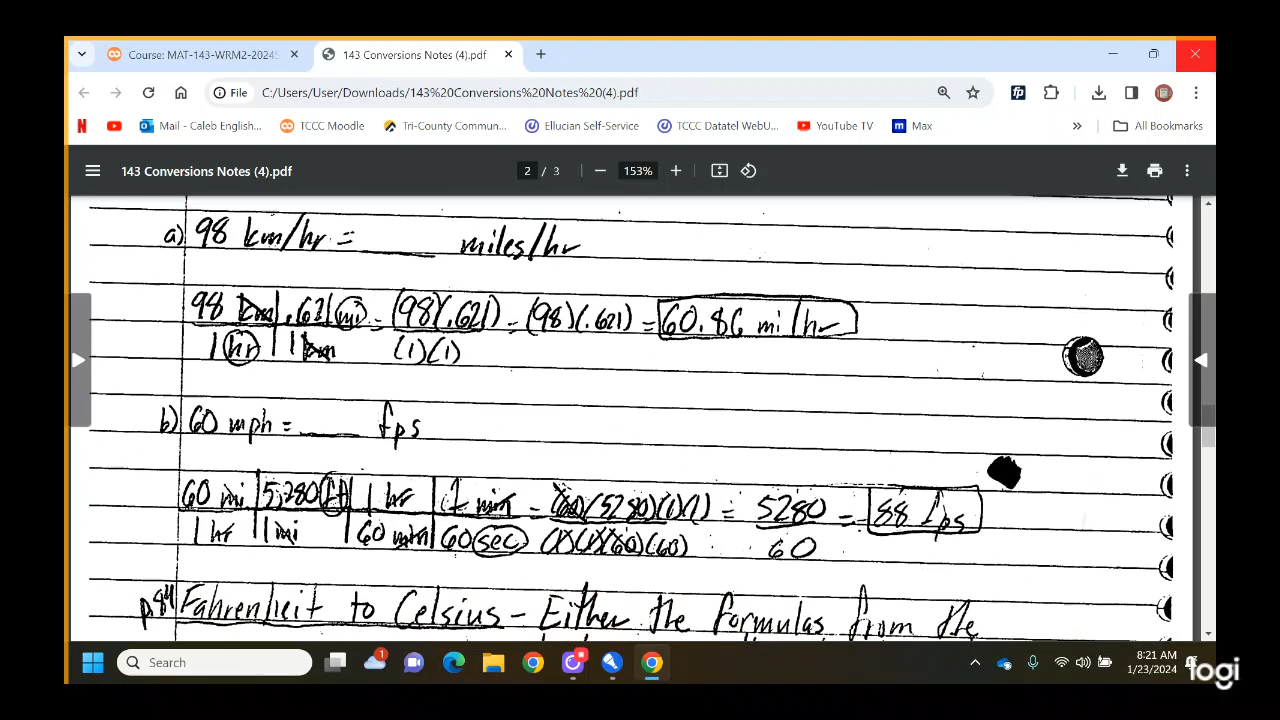 Course: MAT-143-WRM2-2024S
143 Conversions Notes (4).pdf
File C:/Users/User/Downloads/143%20Conversions%20Notes%20(4).pdf
Mail - Caleb English... TCCC Moodle Tri-County Commun... Ellucian Self-Service TCCC Datatel WebU... YouTube TV Max » All Bookmarks
143 Conversions Notes (4).pdf 2 / 3 153%
a) 98 km/hr = ____ miles/hr
98 km | .621 mi = (98)(.621) = (98)(.621) = 60.86 mi/hr
1 hr | 1 km (1)(1)
b) 60 mph = ____ fps
60 mi | 5,280 ft | 1 hr | 1 min = (60)(5280)(1)(1) = 5280 = 88 fps
1 hr | 1 mi | 60 min | 60 sec (1)(1)(60)(60) 60
p.84 Fahrenheit to Celsius - Either the formulas from the
Search
1
8:21 AM
1/23/2024
logi